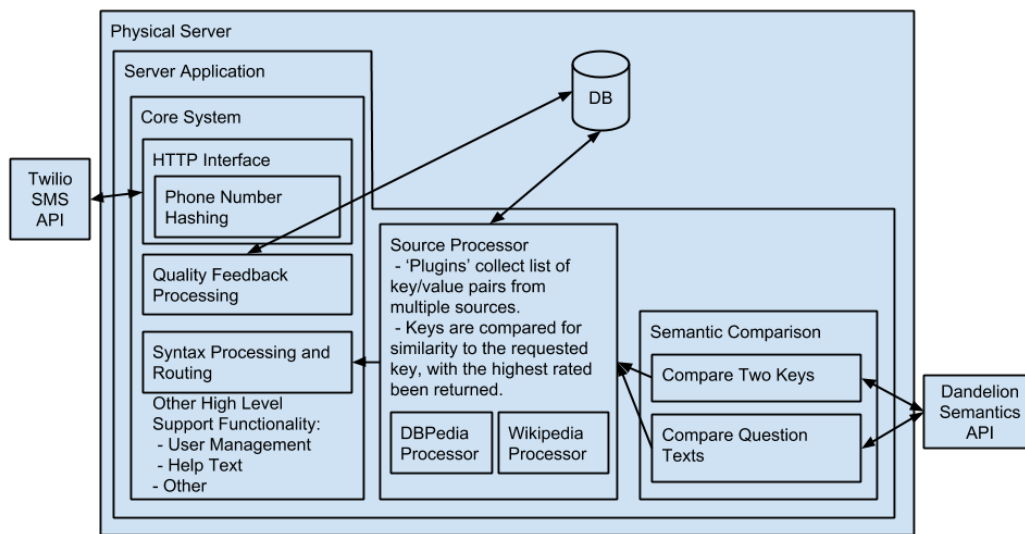 Physical Server
Server Application
DB
Core System
HTTP Interface
Twilio
SMS
API
Phone Number
Hashing
Source Processor
- ‘Plugins’ collect list of
key/value pairs from
multiple sources.
- Keys are compared for
similarity to the requested
key, with the highest rated
been returned.
Quality Feedback
Processing
Semantic Comparison
Syntax Processing and
Routing
Compare Two Keys
Dandelion
Semantics
API
Other High Level
Support Functionality:
- User Management
- Help Text
- Other
DBPedia
Processor
Wikipedia
Processor
Compare Question
Texts